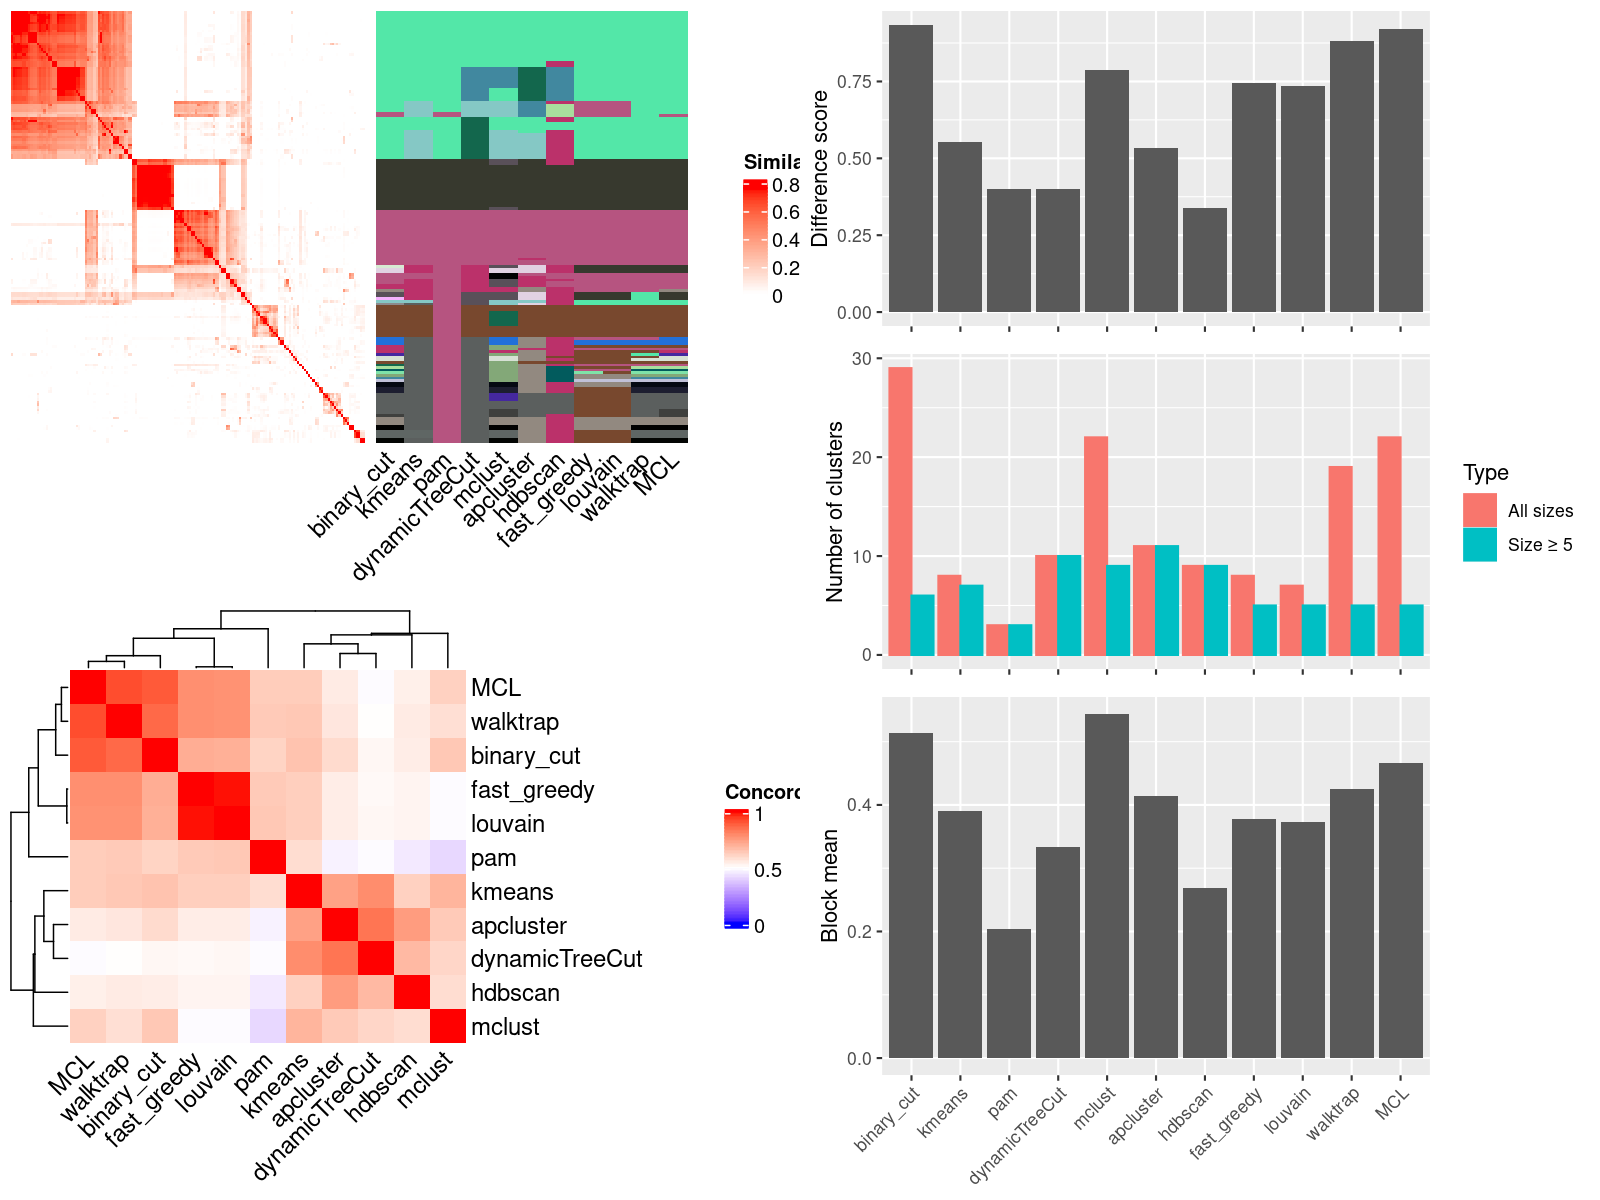 Simila
0.8
0.6
0.4
0.2
0
binary_cut
kmeans
pam
dynamicTreeCut
mclust
apcluster
hdbscan
fast_greedy
louvain
walktrap
MCL
MCL
walktrap
binary_cut
fast_greedy
louvain
pam
kmeans
apcluster
dynamicTreeCut
hdbscan
mclust
Concord
1
0.5
0
MCL
walktrap
binary_cut
fast_greedy
louvain
pam
kmeans
apcluster
dynamicTreeCut
hdbscan
mclust
Difference score
0.75
0.50
0.25
0.00
Number of clusters
30
20
10
0
Type
All sizes
Size ≥ 5
Block mean
0.4
0.2
0.0
binary_cut
kmeans
pam
dynamicTreeCut
mclust
apcluster
hdbscan
fast_greedy
louvain
walktrap
MCL